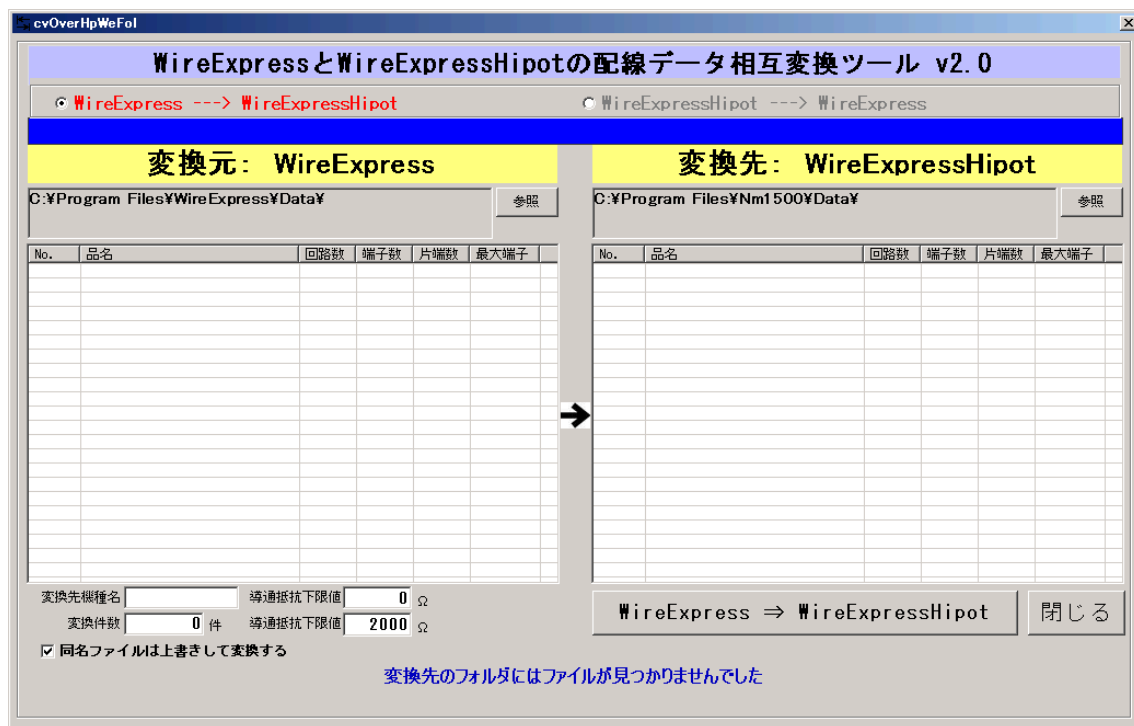 cvOverHpWeFol
WireExpressとWireExpressHipotの配線データ相互変換ツール v2.0
WireExpress ---> WireExpressHipot
WireExpressHipot ---> WireExpress
変換元： WireExpress
変換先： WireExpressHipot
C:¥Program Files¥WireExpress¥Data¥
参照
C:¥Program Files¥Nm1500¥Data¥
参照
No. 品名 回路数 端子数 片端数 最大端子
No. 品名 回路数 端子数 片端数 最大端子
変換先機種名 導通抵抗下限値 0 Ω
変換件数 0 件 導通抵抗下限値 2000 Ω
同名ファイルは上書きして変換する
WireExpress ⇒ WireExpressHipot
閉じる
変換先のフォルダにはファイルが見つかりませんでした